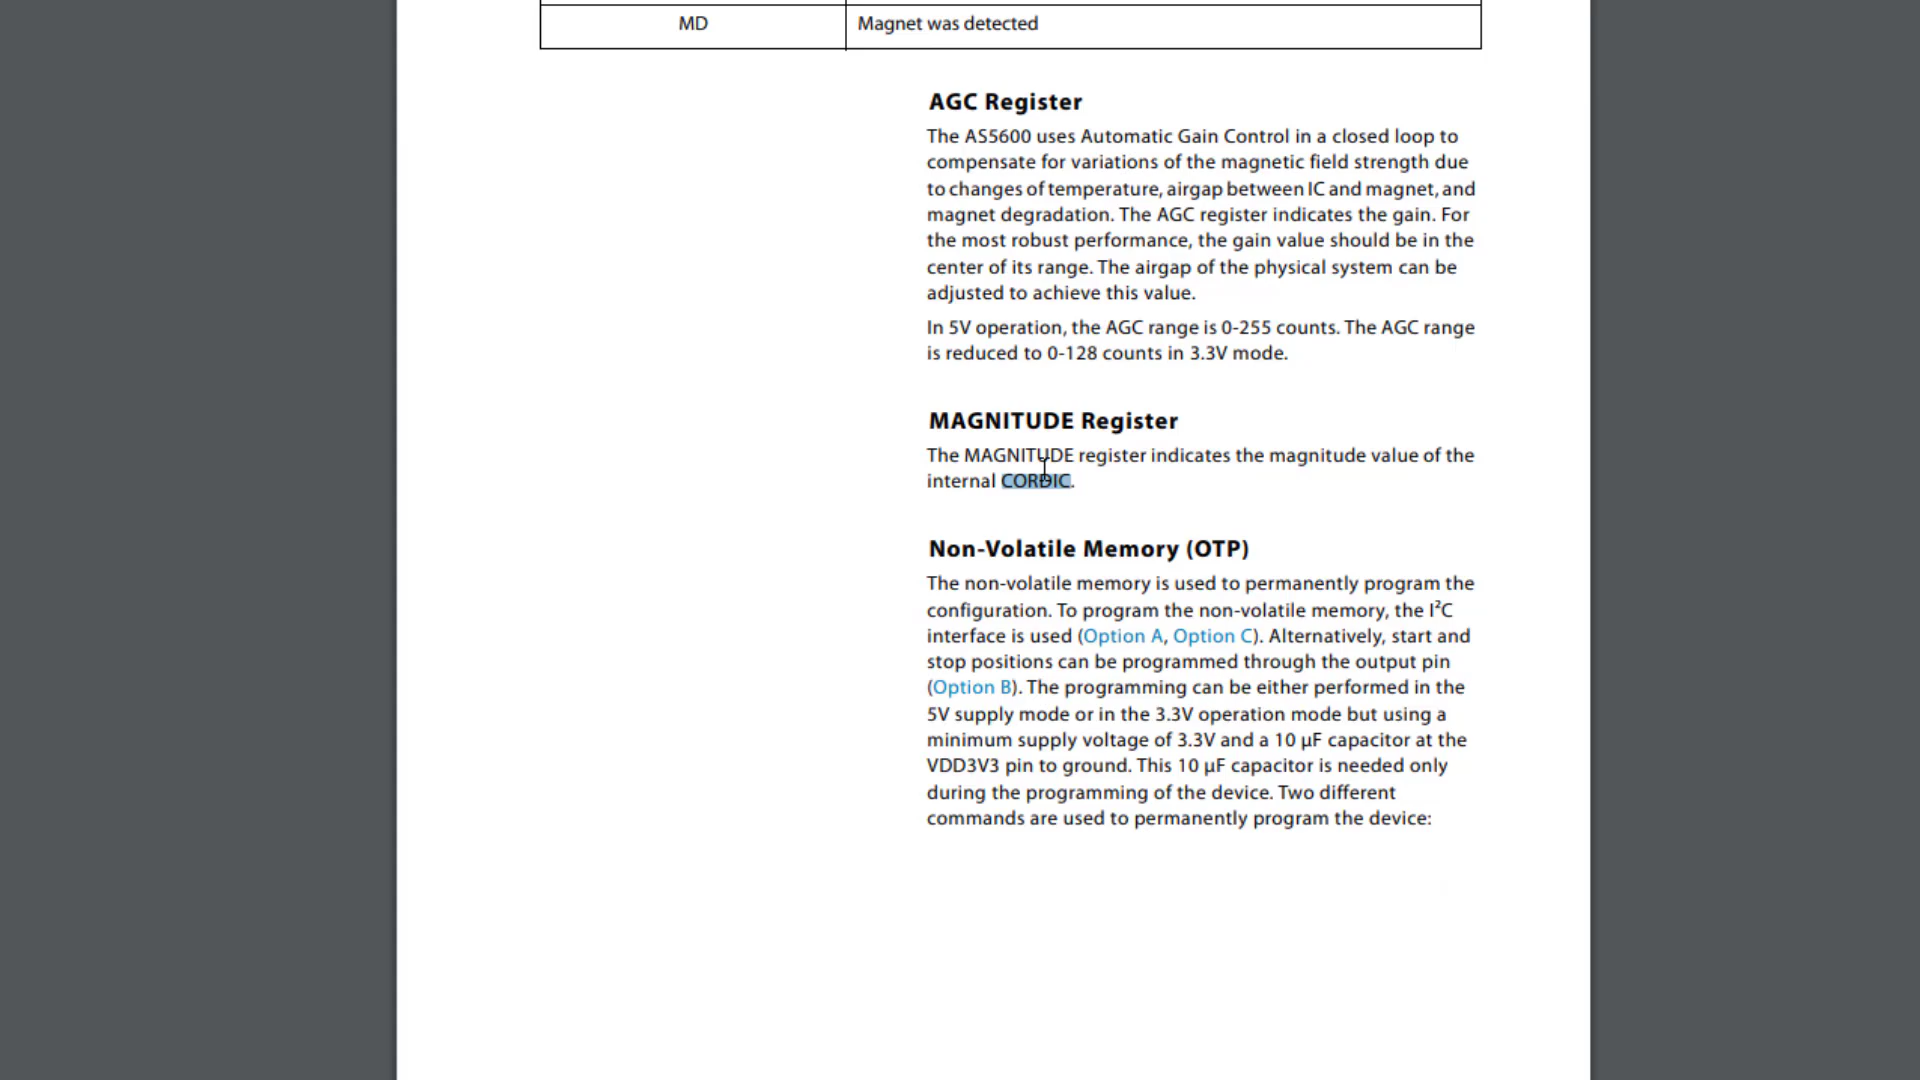 MD Magnet was detected
AGC Register
The AS5600 uses Automatic Gain Control in a closed loop to
compensate for variations of the magnetic field strength due
to changes of temperature, airgap between IC and magnet, and
magnet degradation. The AGC register indicates the gain. For
the most robust performance, the gain value should be in the
center of its range. The airgap of the physical system can be
adjusted to achieve this value.
In 5V operation, the AGC range is 0-255 counts. The AGC range
is reduced to 0-128 counts in 3.3V mode.
MAGNITUDE Register
The MAGNITUDE register indicates the magnitude value of the
internal CORDIC.
Non-Volatile Memory (OTP)
The non-volatile memory is used to permanently program the
configuration. To program the non-volatile memory, the I²C
interface is used (Option A, Option C). Alternatively, start and
stop positions can be programmed through the output pin
(Option B). The programming can be either performed in the
5V supply mode or in the 3.3V operation mode but using a
minimum supply voltage of 3.3V and a 10 µF capacitor at the
VDD3V3 pin to ground. This 10 µF capacitor is needed only
during the programming of the device. Two different
commands are used to permanently program the device: